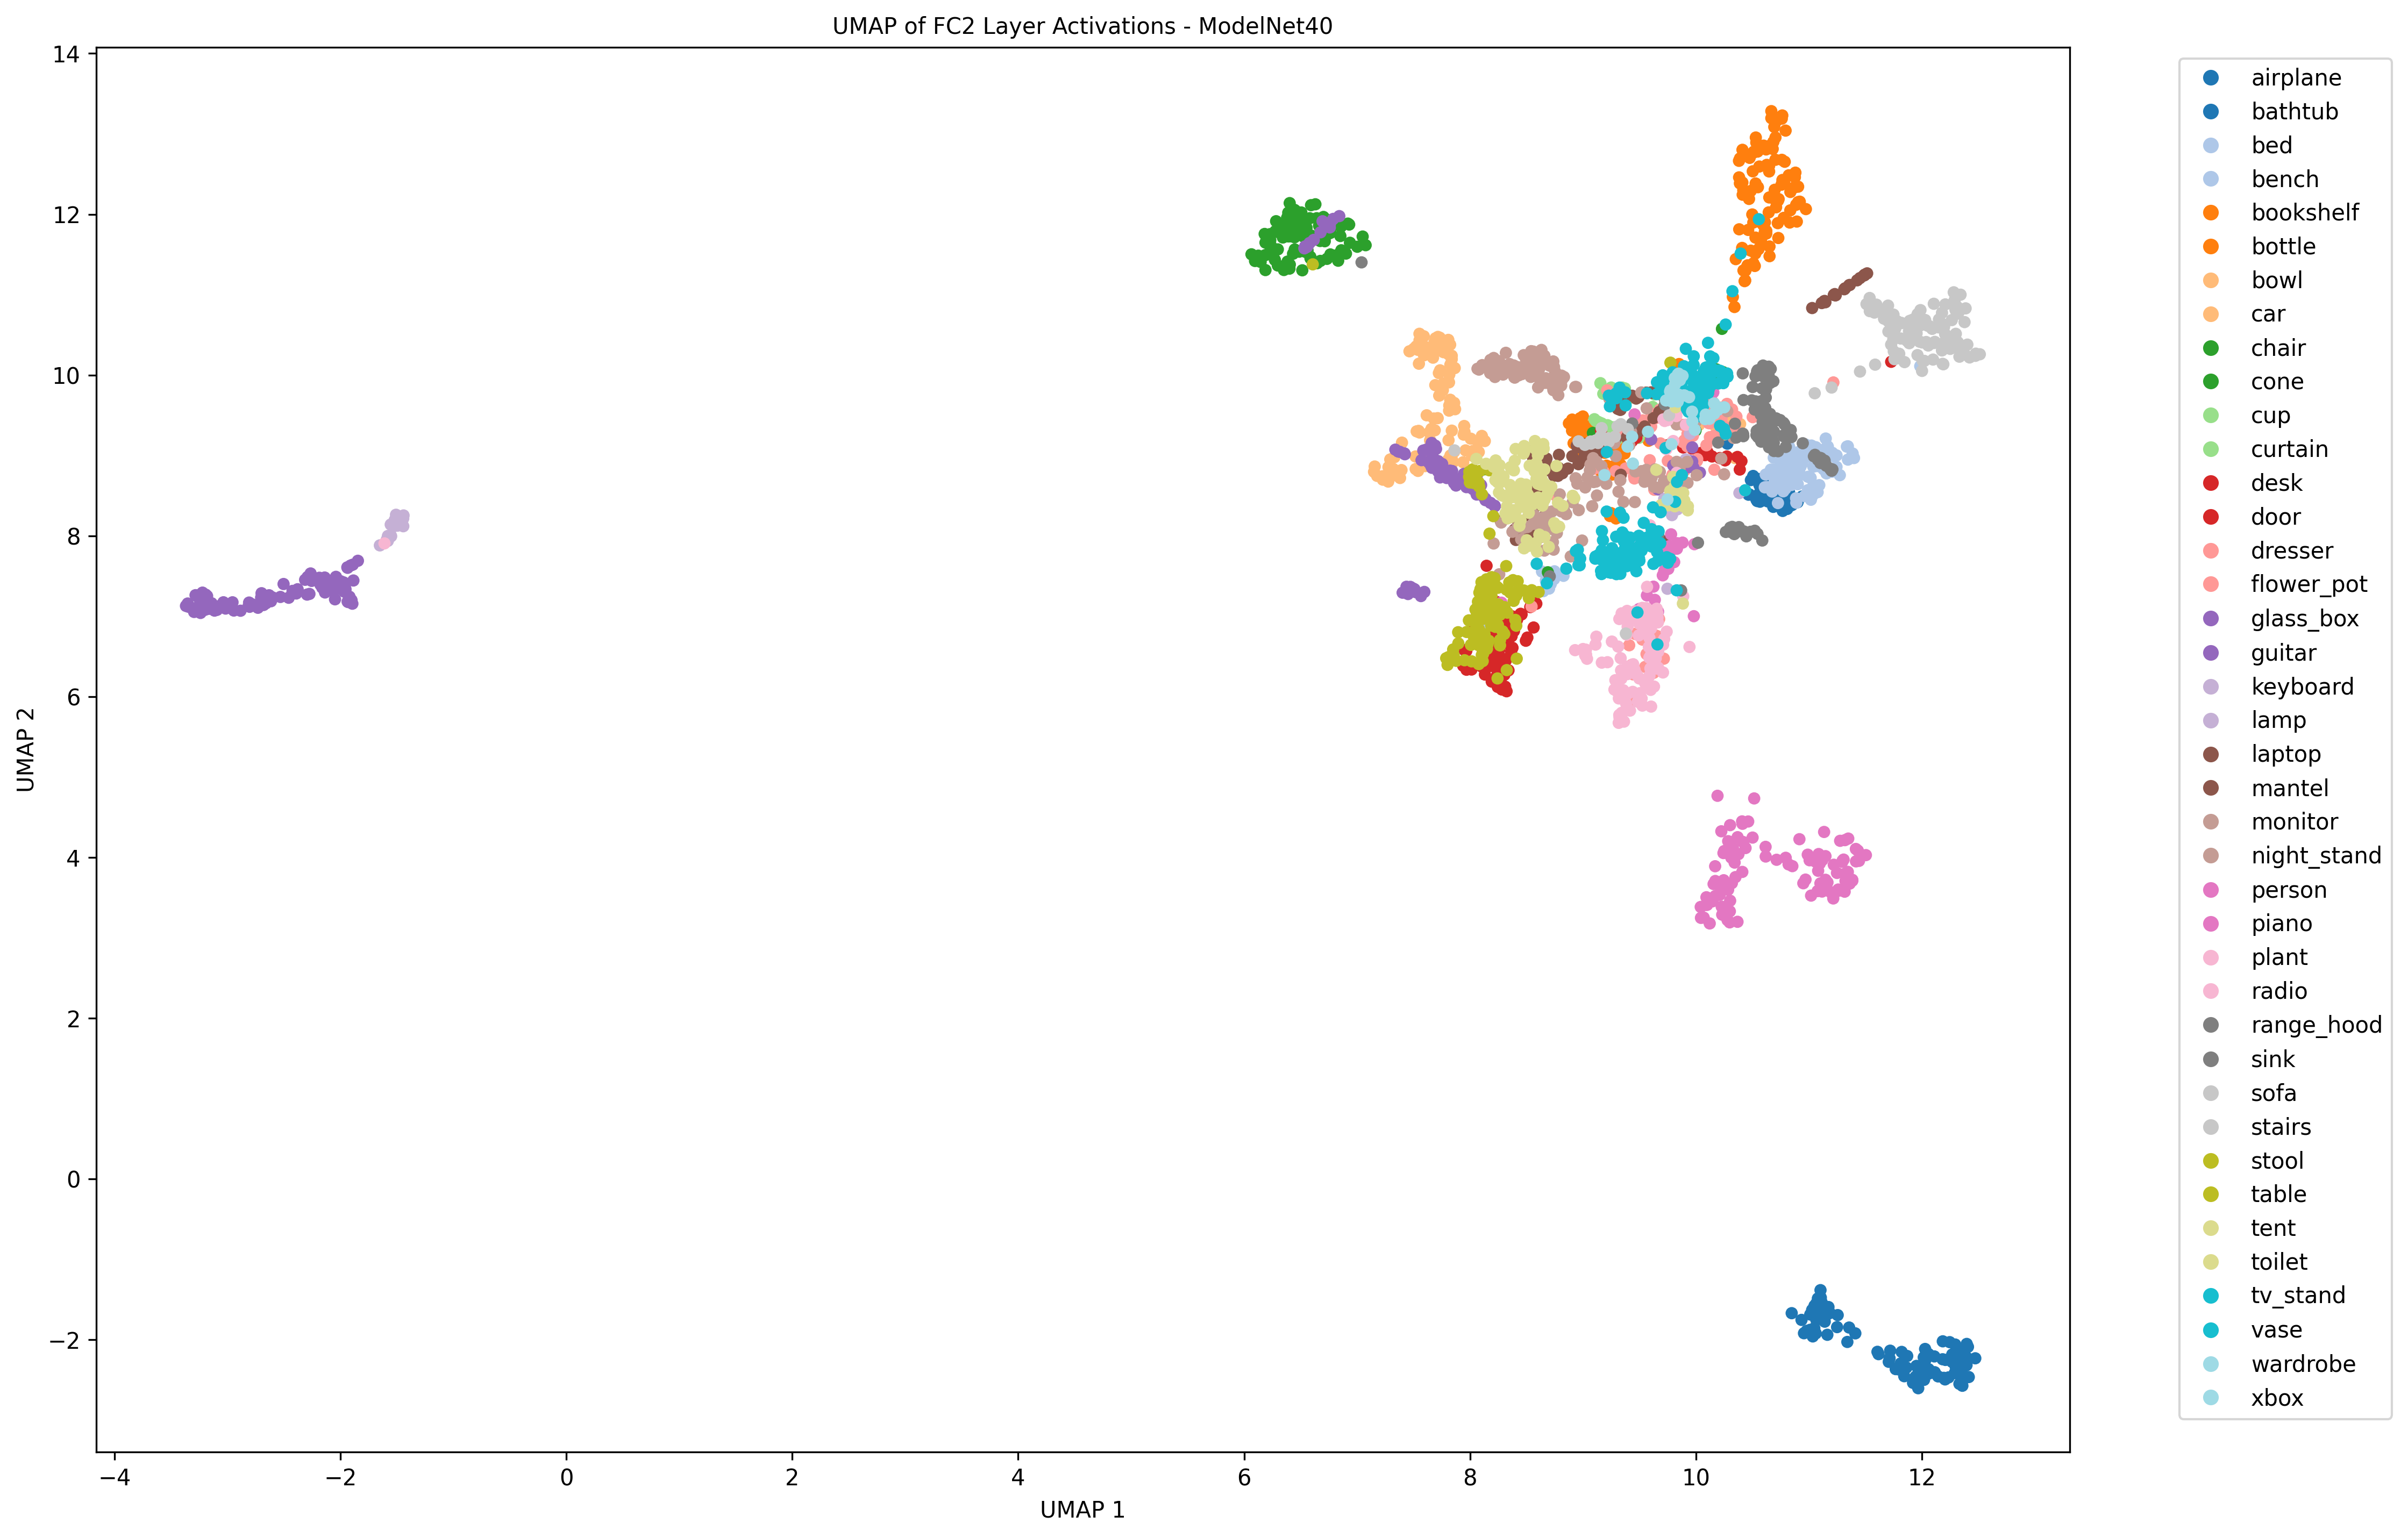 UMAP of FC2 Layer Activations - ModelNet40
14
12
10
8
6
4
2
0
−2
UMAP 2
−4
−2
0
2
4
6
8
10
12
UMAP 1
airplane
bathtub
bed
bench
bookshelf
bottle
bowl
car
chair
cone
cup
curtain
desk
door
dresser
flower_pot
glass_box
guitar
keyboard
lamp
laptop
mantel
monitor
night_stand
person
piano
plant
radio
range_hood
sink
sofa
stairs
stool
table
tent
toilet
tv_stand
vase
wardrobe
xbox